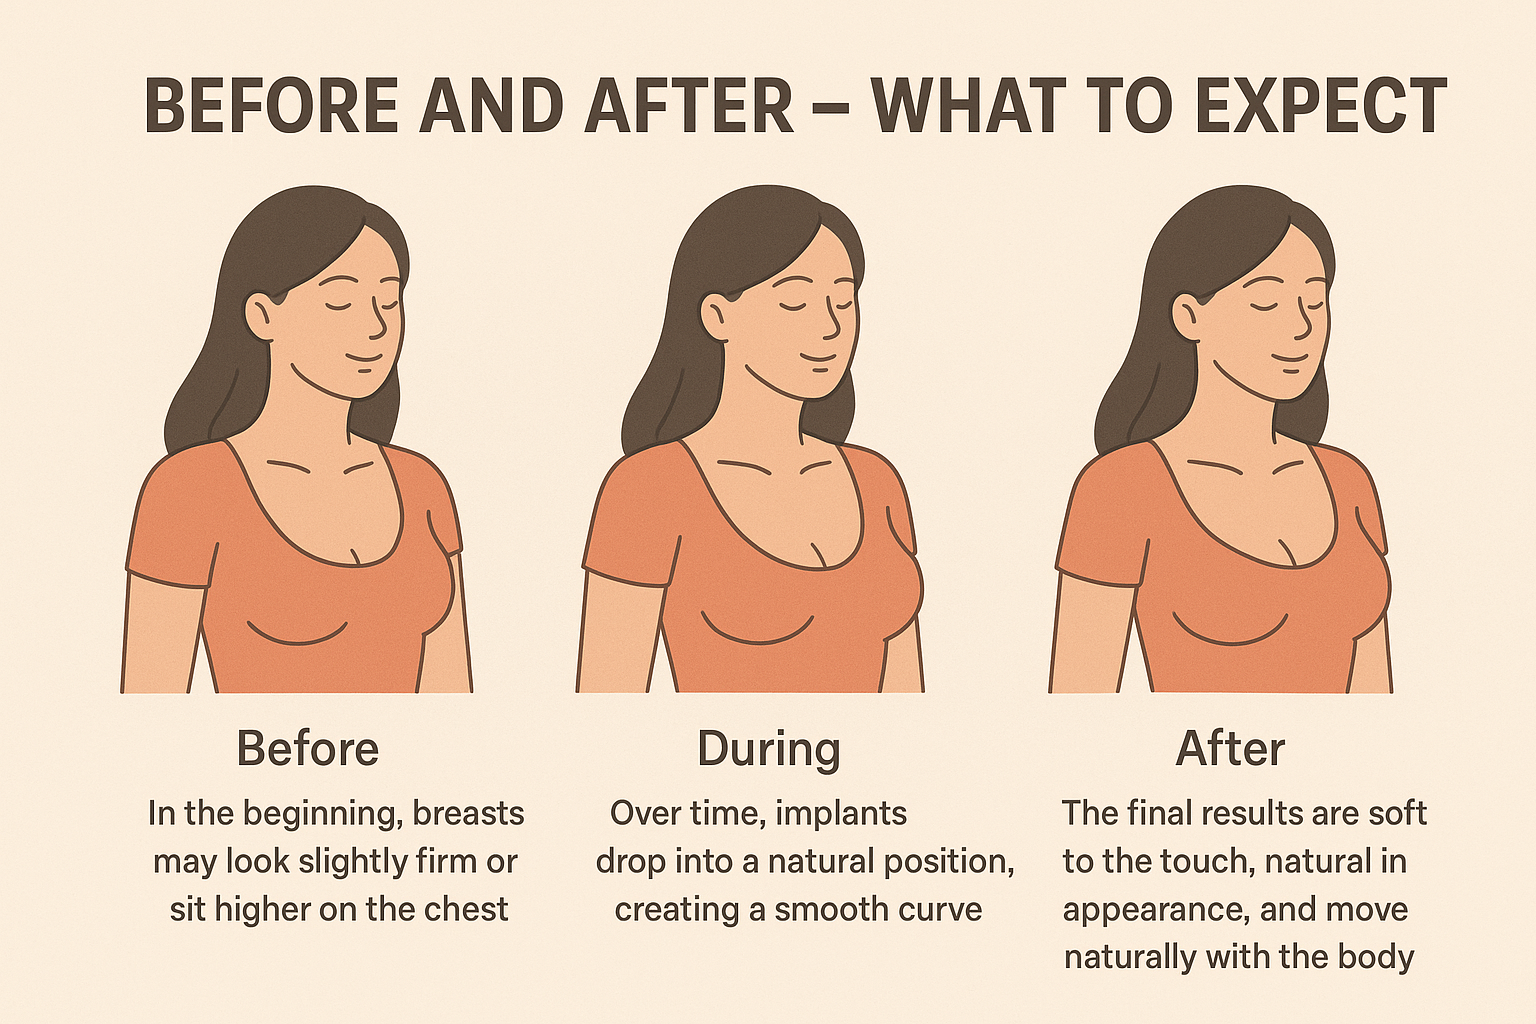 BEFORE AND AFTER – WHAT TO EXPECT
Before
In the beginning, breasts
may look slightly firm or
sit higher on the chest
During
Over time, implants
drop into a natural position,
creating a smooth curve
After
The final results are soft
to the touch, natural in
appearance, and move
naturally with the body